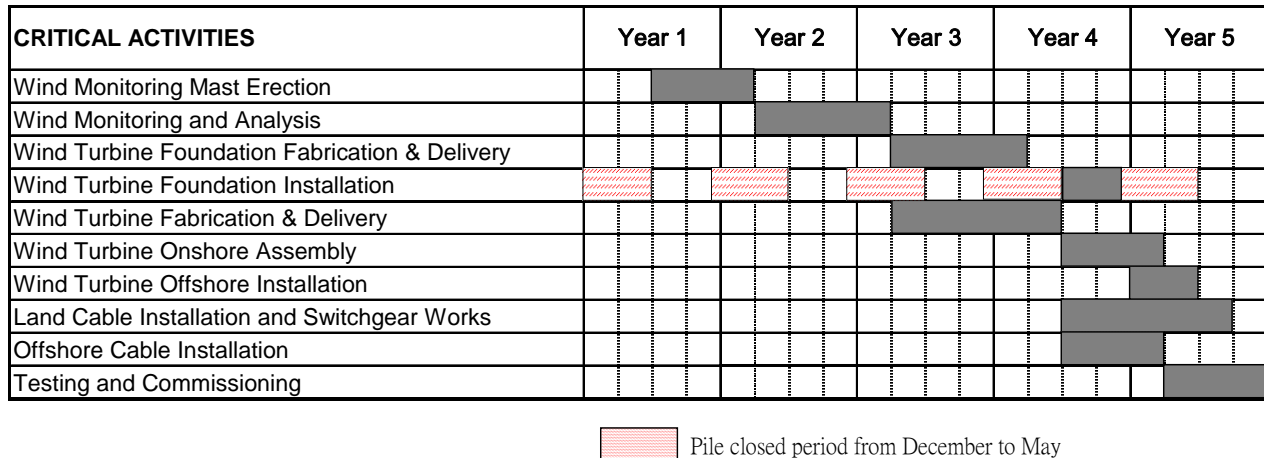 CRITICAL ACTIVITIES Year 1 Year 2 Year 3 Year 4 Year 5
Wind Monitoring Mast Erection
Wind Monitoring and Analysis
Wind Turbine Foundation Fabrication & Delivery
Wind Turbine Foundation Installation
Wind Turbine Fabrication & Delivery
Wind Turbine Onshore Assembly
Wind Turbine Offshore Installation
Land Cable Installation and Switchgear Works
Offshore Cable Installation
Testing and Commissioning
Pile closed period from December to May